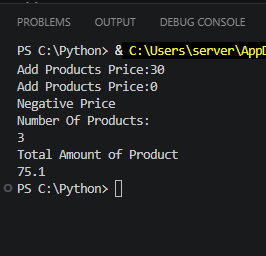 PROBLEMS OUTPUT DEBUG CONSOLE
PS C:\Python> & C:\Users\server\AppD
Add Products Price:30
Add Products Price:0
Negative Price
Number Of Products:
3
Total Amount of Product
75.1
PS C:\Python>